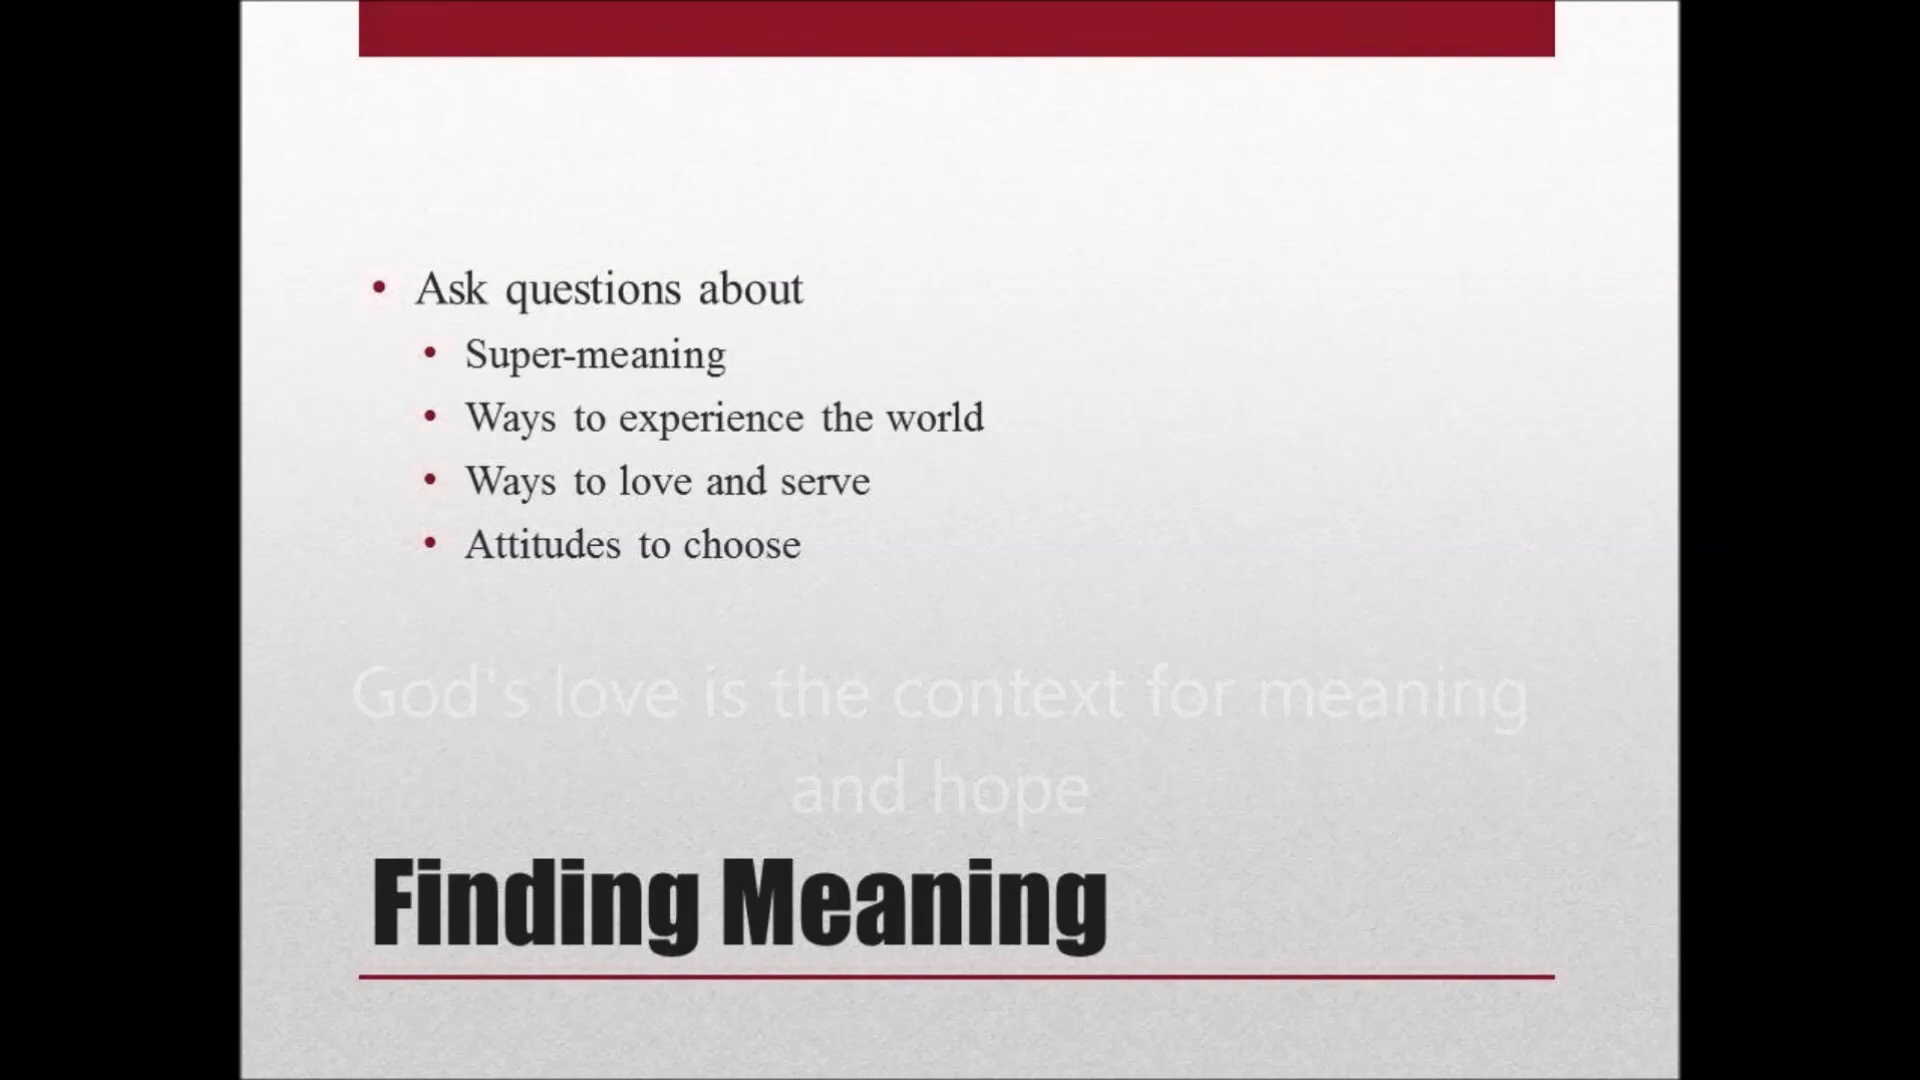 Ask questions about
Super-meaning
Ways to experience the world
Ways to love and serve
Attitudes to choose
God's love is the context for meaning
and hope
Finding Meaning